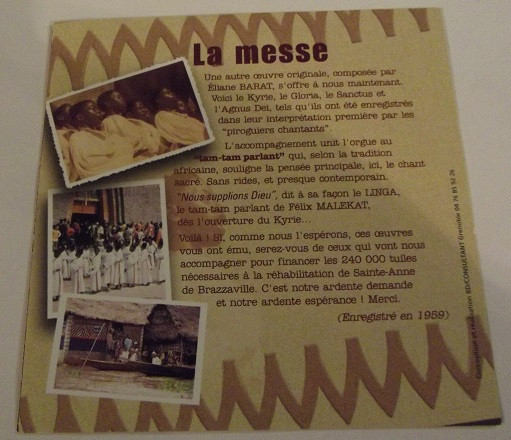 La messe
Une autre œuvre originale, composée par
Éliane BARAT, s'offre à nous maintenant.
Voici le Kyrie, le Gloria, le Sanctus et
l'Agnus Dei, tels qu'ils ont été enregistrés
dans leur interprétation première par les
"piroguiers chantants".
L'accompagnement unit l'orgue au
"tam-tam parlant" qui, selon la tradition
africaine, souligne la pensée principale, ici, le chant
sacré. Sans rides, et presque contemporain.
"Nous supplions Dieu", dit à sa façon le LINGA,
le tam-tam parlant de Félix MALEKAT,
dès l'ouverture du Kyrie...
Voilà ! Si, comme nous l'espérons, ces œuvres
vous ont ému, serez-vous de ceux qui vont nous
accompagner pour financer les 240 000 tuiles
nécessaires à la réhabilitation de Sainte-Anne
de Brazzaville. C'est notre ardente demande
et notre ardente espérance ! Merci.
(Enregistré en 1959)
Conception et réalisation EDICONSULTANT Grenoble